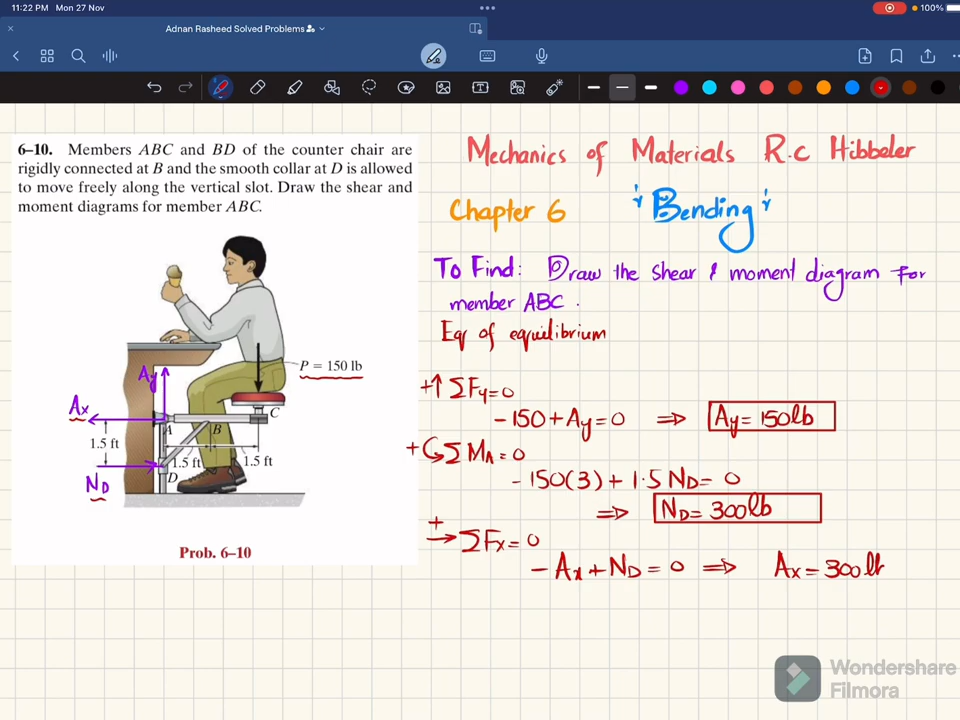 11:22 PM Mon 27 Nov
100%
Adnan Rasheed Solved Problems
6–10. Members ABC and BD of the counter chair are
rigidly connected at B and the smooth collar at D is allowed
to move freely along the vertical slot. Draw the shear and
moment diagrams for member ABC.
P = 150 lb
Ay
Ax
A
B
C
1.5 ft
1.5 ft
1.5 ft
ND
D
Prob. 6–10
Mechanics of Materials R.C Hibbeler
Chapter 6 "Bending"
To Find: Draw the shear & moment diagram for
member ABC.
Eq of equilibrium
+↑ ΣFy=0
-150+Ay=0 ⇒ Ay=150lb
+↺ ΣMA=0
-150(3)+1.5ND=0
⇒ ND=300lb
+→ ΣFx=0
-Ax+ND=0 ⇒ Ax=300lb
Wondershare
Filmora